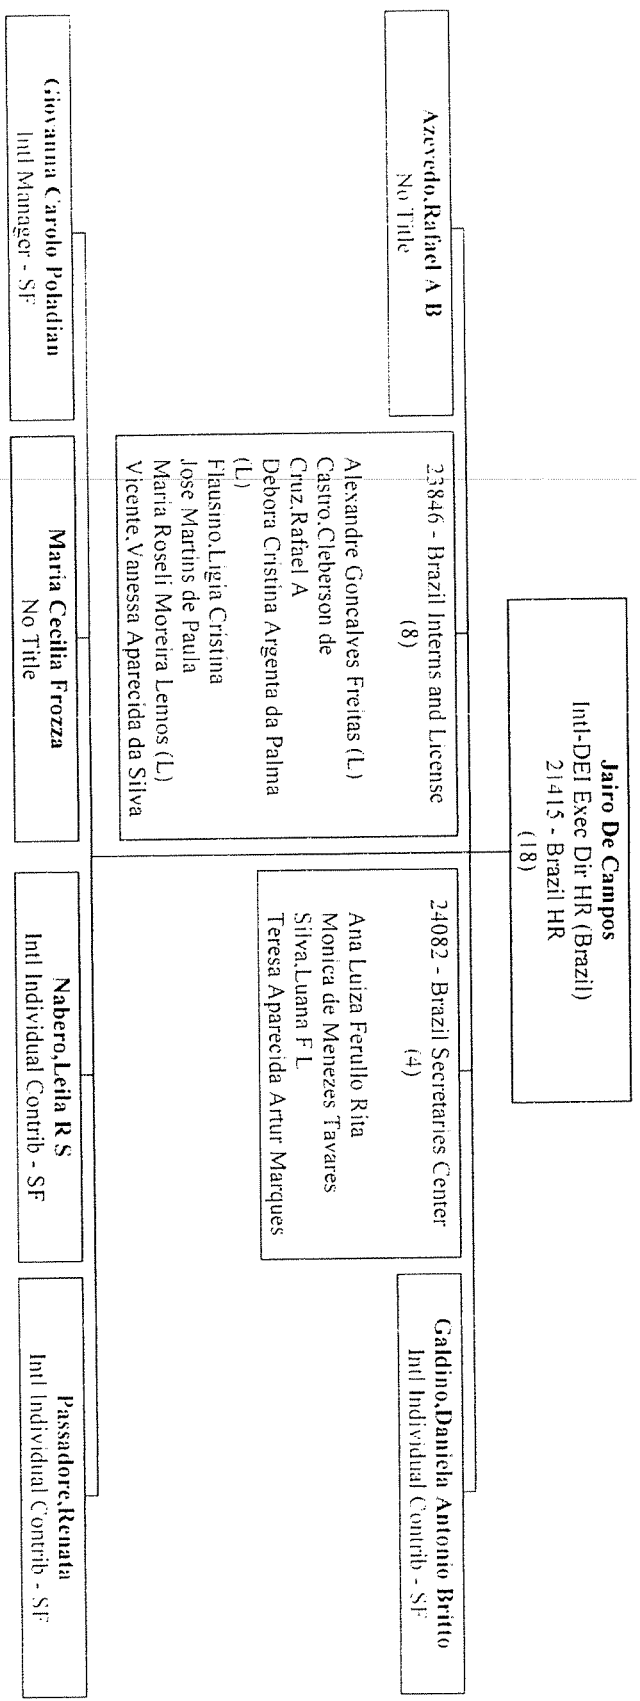 Jairo De Campos
Intl-DEI Exec Dir HR (Brazil)
21415 - Brazil HR
(18)
Azevedo,Rafael A B
No Title
23846 - Brazil Interns and License
(8)
Alexandre Goncalves Freitas (L)
Castro,Cleberson de
Cruz,Rafael A
Debora Cristina Argenta da Palma
(L)
Flausino,Ligia Cristina
Jose Martins de Paula
Maria Roseli Moreira Lemos (L)
Vicente,Vanessa Aparecida da Silva
24082 - Brazil Secretaries Center
(4)
Ana Luiza Ferullo Rita
Monica de Menezes Tavares
Silva,Luana F L
Teresa Aparecida Artur Marques
Galdino,Daniela Antonio Britto
Intl Individual Contrib - SF
Giovanna Carolo Poladian
Intl Manager - SF
Maria Cecilia Frozza
No Title
Nabero,Leila R S
Intl Individual Contrib - SF
Passadore,Renata
Intl Individual Contrib - SF